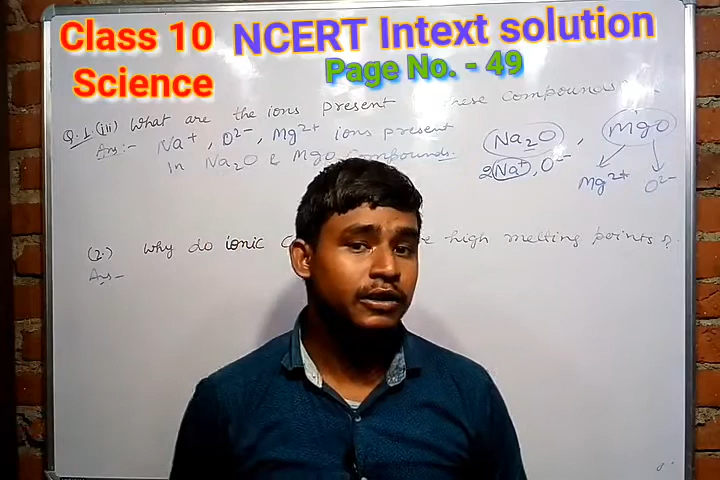 Class 10 NCERT Intext solution
Science Page No. - 49
Q.1.(iii) What are the ions present these compounds
Ans:- Na⁺, O²⁻, Mg²⁺ ions present
in Na₂O & MgO compounds.
Na₂O , MgO
2Na⁺, O²⁻ Mg²⁺ O²⁻
(2.) Why do ionic high melting points ?
Ans-